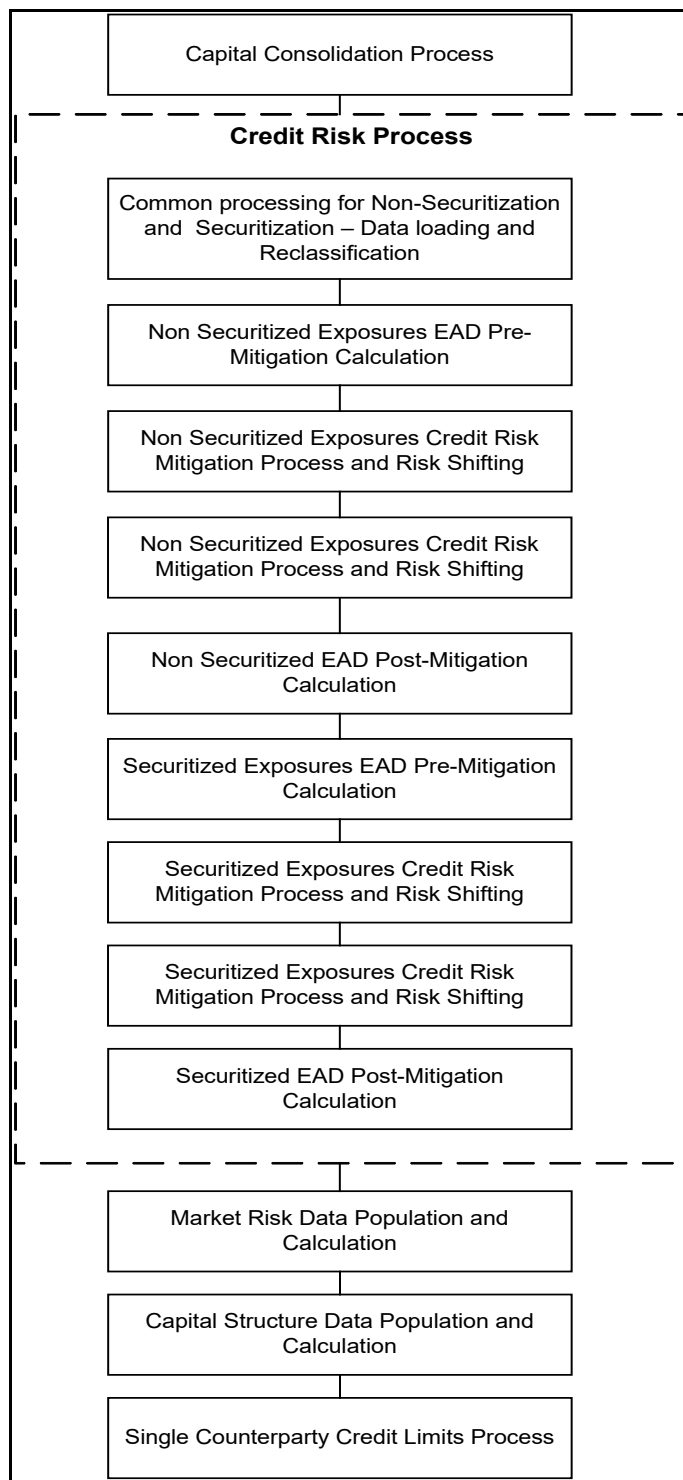 Capital Consolidation Process
Credit Risk Process
Common processing for Non-Securitization
and  Securitization – Data loading and
Reclassification
Non Securitized Exposures EAD Pre-
Mitigation Calculation
Non Securitized Exposures Credit Risk
Mitigation Process and Risk Shifting
Non Securitized Exposures Credit Risk
Mitigation Process and Risk Shifting
Non Securitized EAD Post-Mitigation
Calculation
Securitized Exposures EAD Pre-Mitigation
Calculation
Securitized Exposures Credit Risk
Mitigation Process and Risk Shifting
Securitized Exposures Credit Risk
Mitigation Process and Risk Shifting
Securitized EAD Post-Mitigation
Calculation
Market Risk Data Population and
Calculation
Capital Structure Data Population and
Calculation
Single Counterparty Credit Limits Process